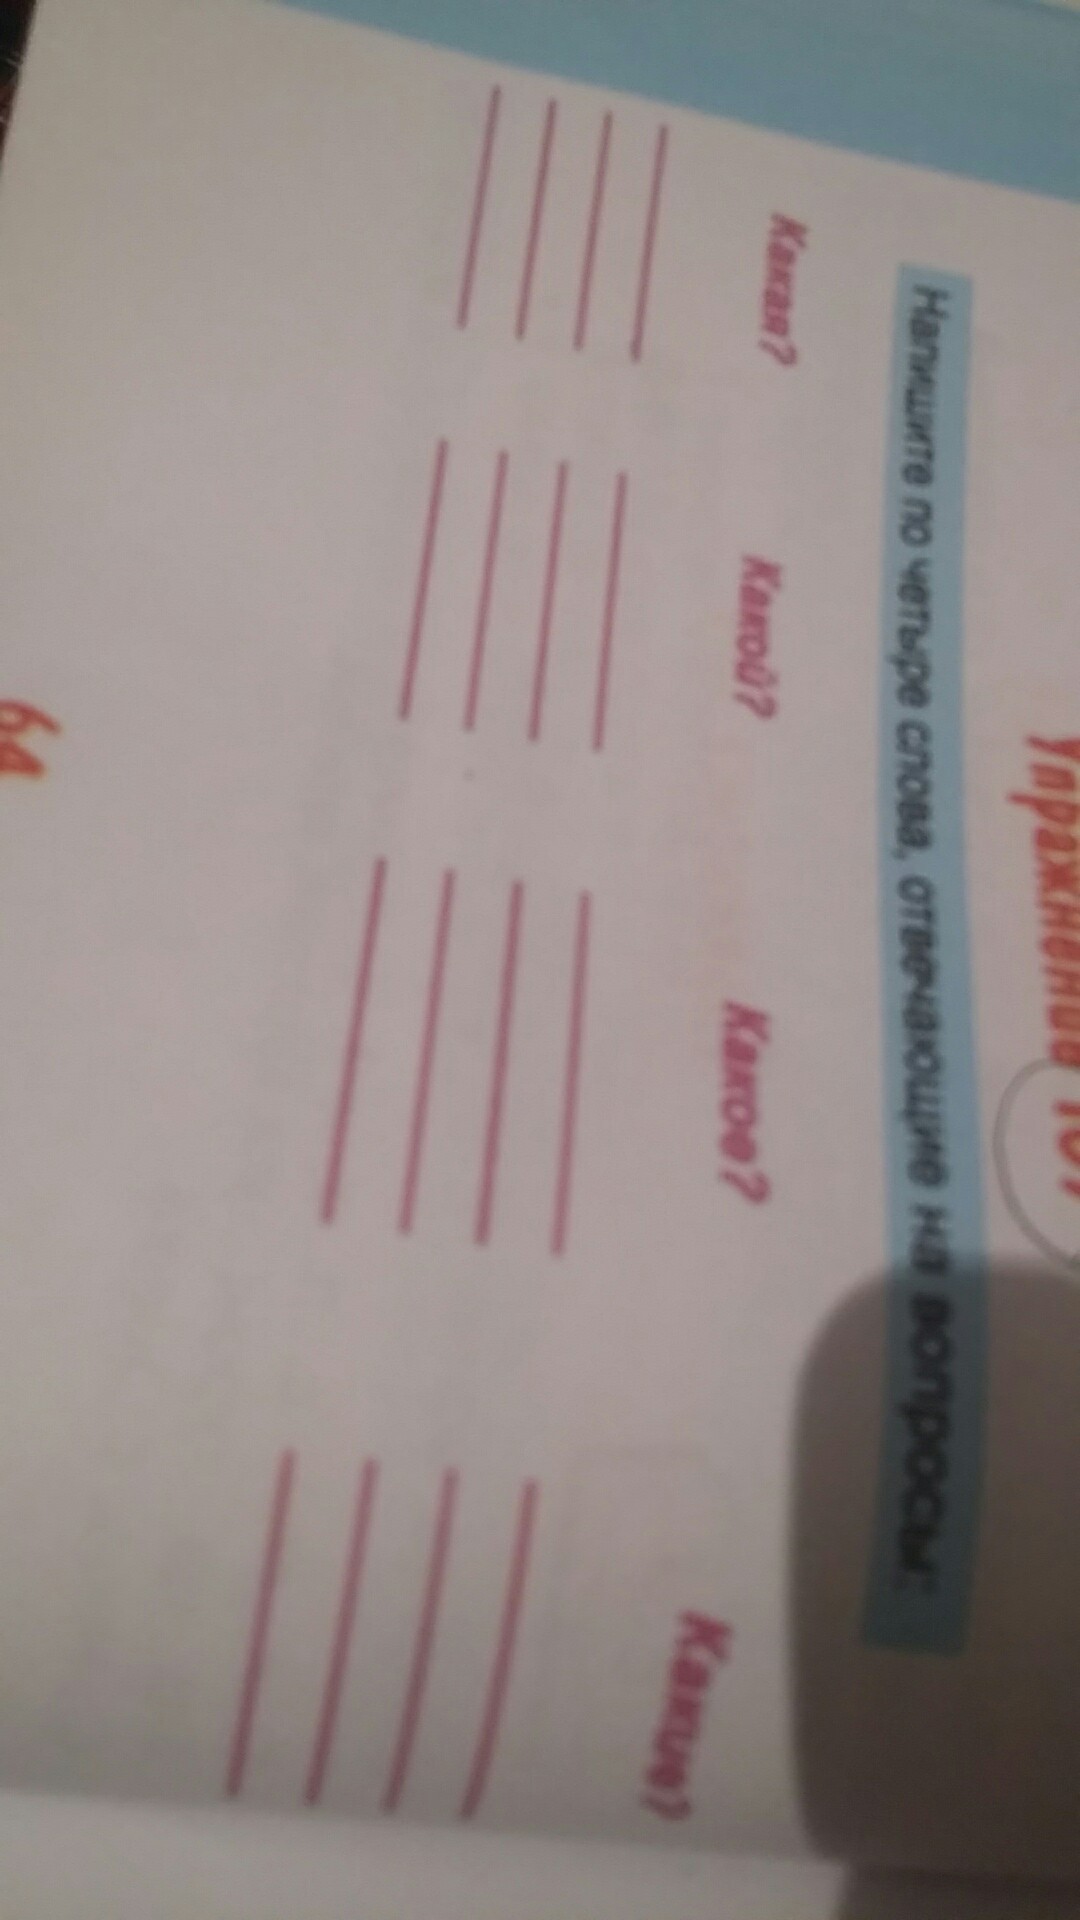 Упражнение 107
Напишите по четыре слова, отвечающие на вопросы:
Какая? Какой? Какое? Какие?
64